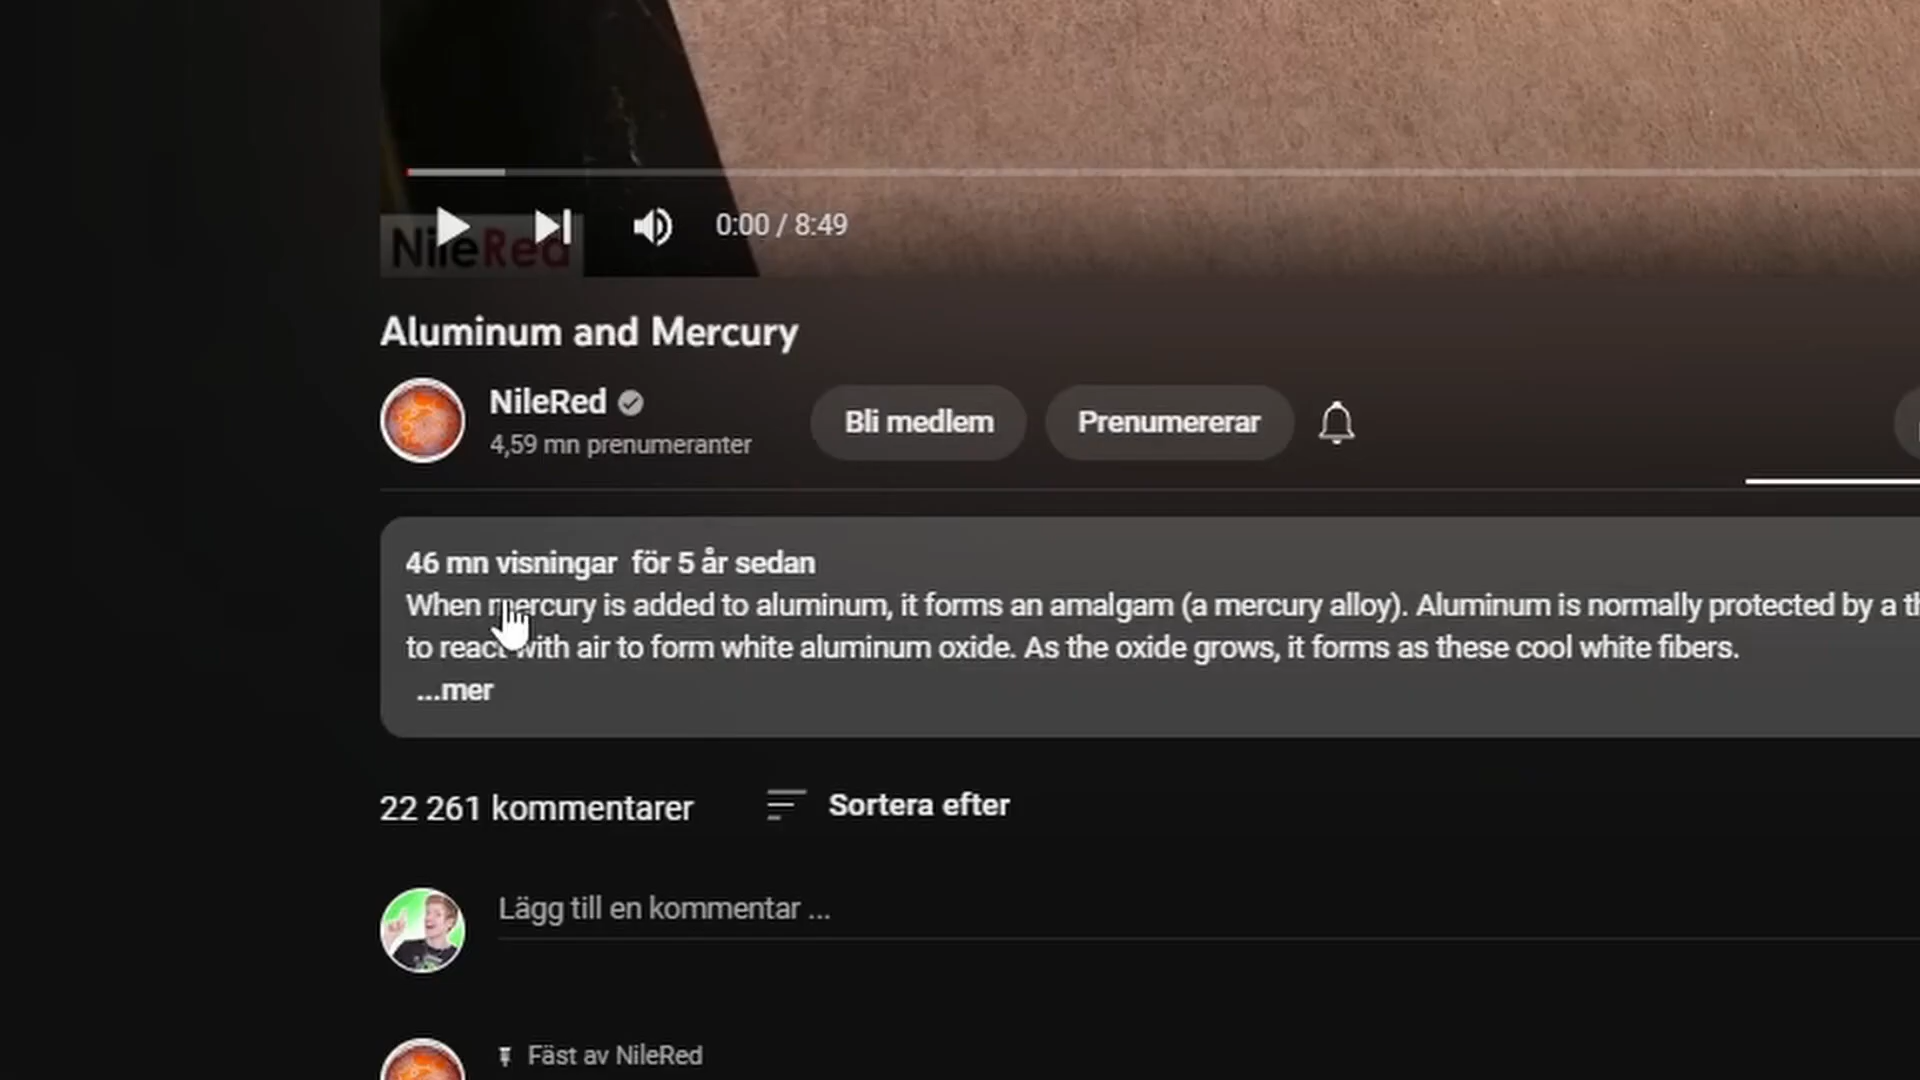 NileRed
0:00 / 8:49
Aluminum and Mercury
NileRed
4,59 mn prenumeranter
Bli medlem
Prenumererar
46 mn visningar för 5 år sedan
When mercury is added to aluminum, it forms an amalgam (a mercury alloy). Aluminum is normally protected by a
to react with air to form white aluminum oxide. As the oxide grows, it forms as these cool white fibers.
...mer
22 261 kommentarer
Sortera efter
Lägg till en kommentar ...
Fäst av NileRed